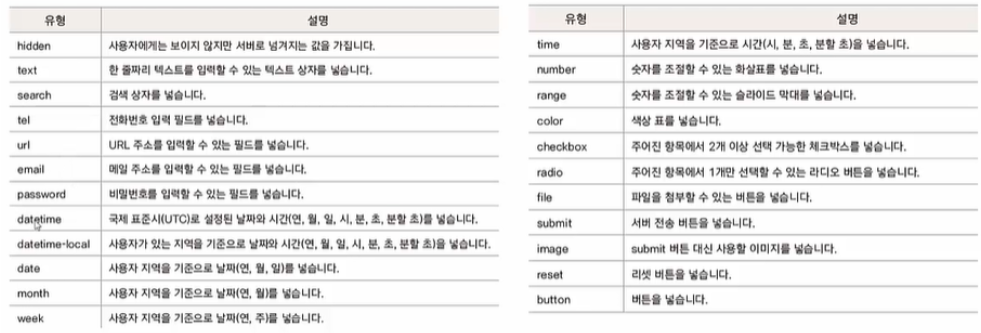 유형 설명
hidden 사용자에게는 보이지 않지만 서버로 넘겨지는 값을 가집니다.
text 한 줄짜리 텍스트를 입력할 수 있는 텍스트 상자를 넣습니다.
search 검색 상자를 넣습니다.
tel 전화번호 입력 필드를 넣습니다.
url URL 주소를 입력할 수 있는 필드를 넣습니다.
email 메일 주소를 입력할 수 있는 필드를 넣습니다.
password 비밀번호를 입력할 수 있는 필드를 넣습니다.
datetime 국제 표준시(UTC)로 설정된 날짜와 시간(연, 월, 일, 시, 분, 초, 분할 초)를 넣습니다.
datetime-local 사용자가 있는 지역을 기준으로 날짜와 시간(연, 월, 일, 시, 분, 초, 분할 초)을 넣습니다.
date 사용자 지역을 기준으로 날짜(연, 월, 일)를 넣습니다.
month 사용자 지역을 기준으로 날짜(연, 월)를 넣습니다.
week 사용자 지역을 기준으로 날짜(연, 주)를 넣습니다.
유형 설명
time 사용자 지역을 기준으로 시간(시, 분, 초, 분할 초)을 넣습니다.
number 숫자를 조절할 수 있는 화살표를 넣습니다.
range 숫자를 조절할 수 있는 슬라이드 막대를 넣습니다.
color 색상 표를 넣습니다.
checkbox 주어진 항목에서 2개 이상 선택 가능한 체크박스를 넣습니다.
radio 주어진 항목에서 1개만 선택할 수 있는 라디오 버튼을 넣습니다.
file 파일을 첨부할 수 있는 버튼을 넣습니다.
submit 서버 전송 버튼을 넣습니다.
image submit 버튼 대신 사용할 이미지를 넣습니다.
reset 리셋 버튼을 넣습니다.
button 버튼을 넣습니다.